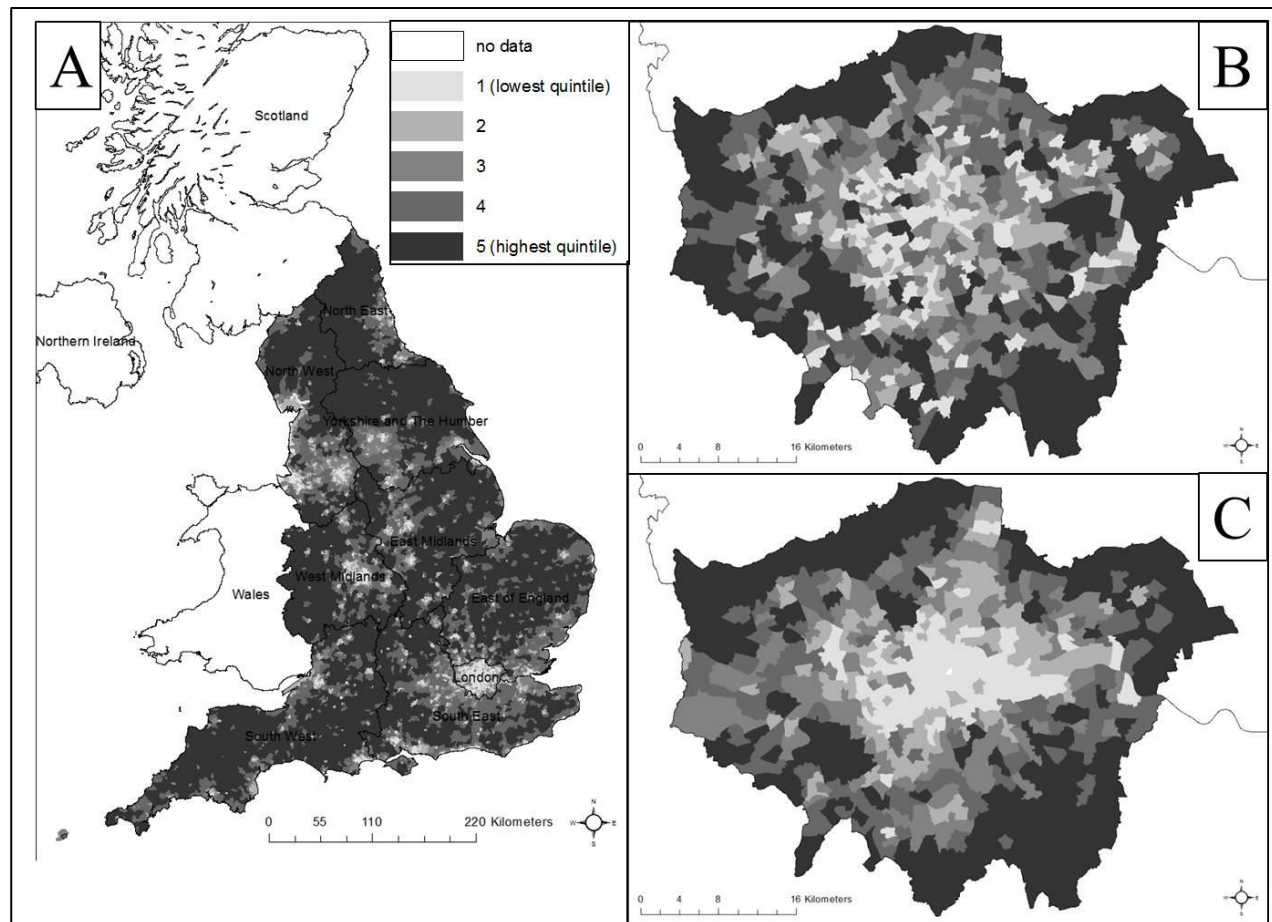 A
no data
1 (lowest quintile)
2
3
4
5 (highest quintile)
Scotland
Northern Ireland
North East
North West
Yorkshire and The Humber
East Midlands
West Midlands
Wales
East of England
London
South East
South West
0 55 110 220 Kilometers
N
W E
S
B
0 4 8 16 Kilometers
N
W E
S
C
0 4 8 16 Kilometers
N
W E
S